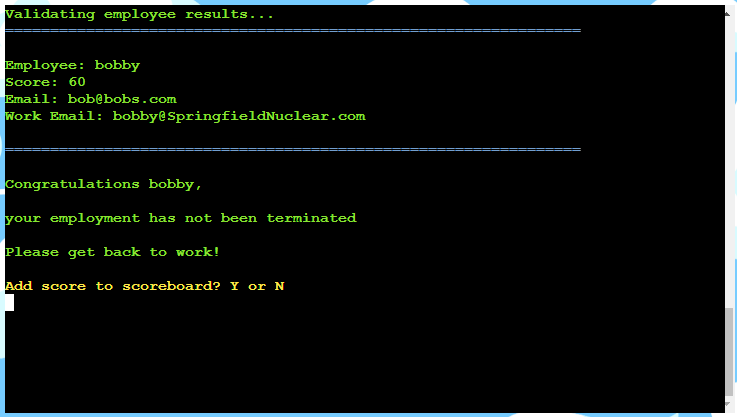 Validating employee results...
================================================================
Employee: bobby
Score: 60
Email: bob@bobs.com
Work Email: bobby@SpringfieldNuclear.com
================================================================
Congratulations bobby,
your employment has not been terminated
Please get back to work!
Add score to scoreboard? Y or N